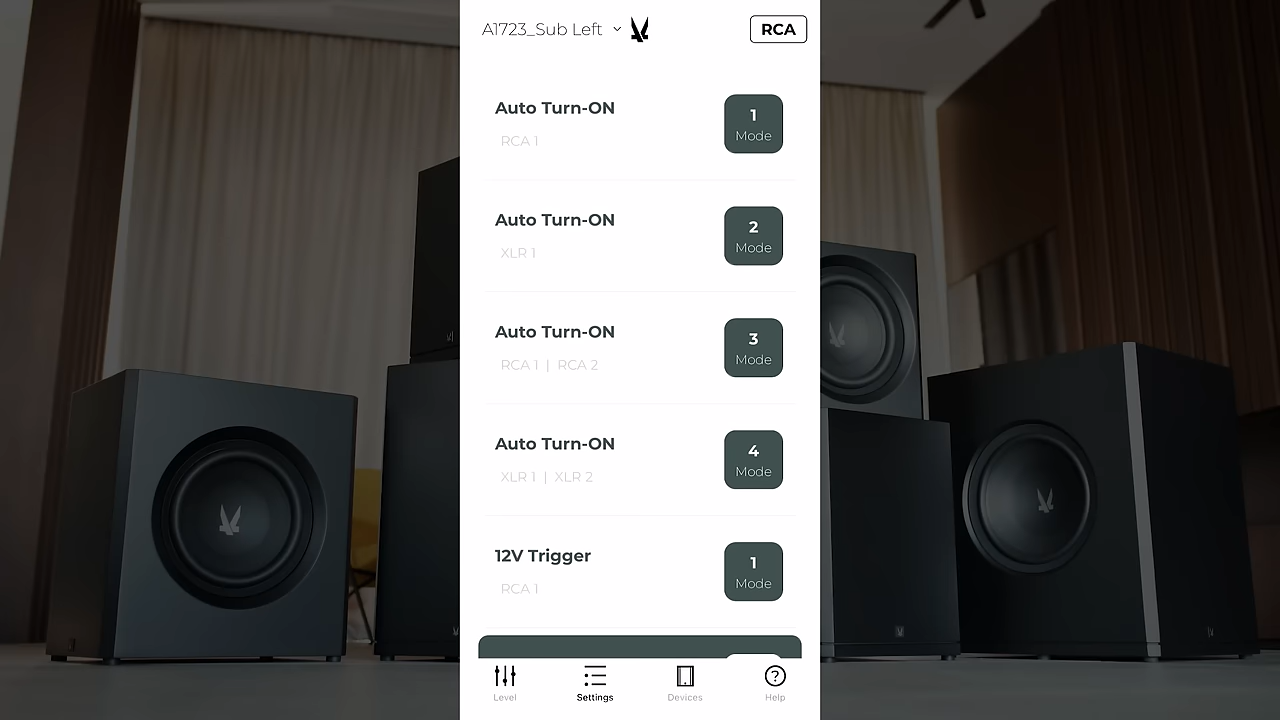 A1723_Sub Left
RCA
Auto Turn-ON
RCA 1
1
Mode
Auto Turn-ON
XLR 1
2
Mode
Auto Turn-ON
RCA 1 | RCA 2
3
Mode
Auto Turn-ON
XLR 1 | XLR 2
4
Mode
12V Trigger
RCA 1
1
Mode
Level
Settings
Devices
Help